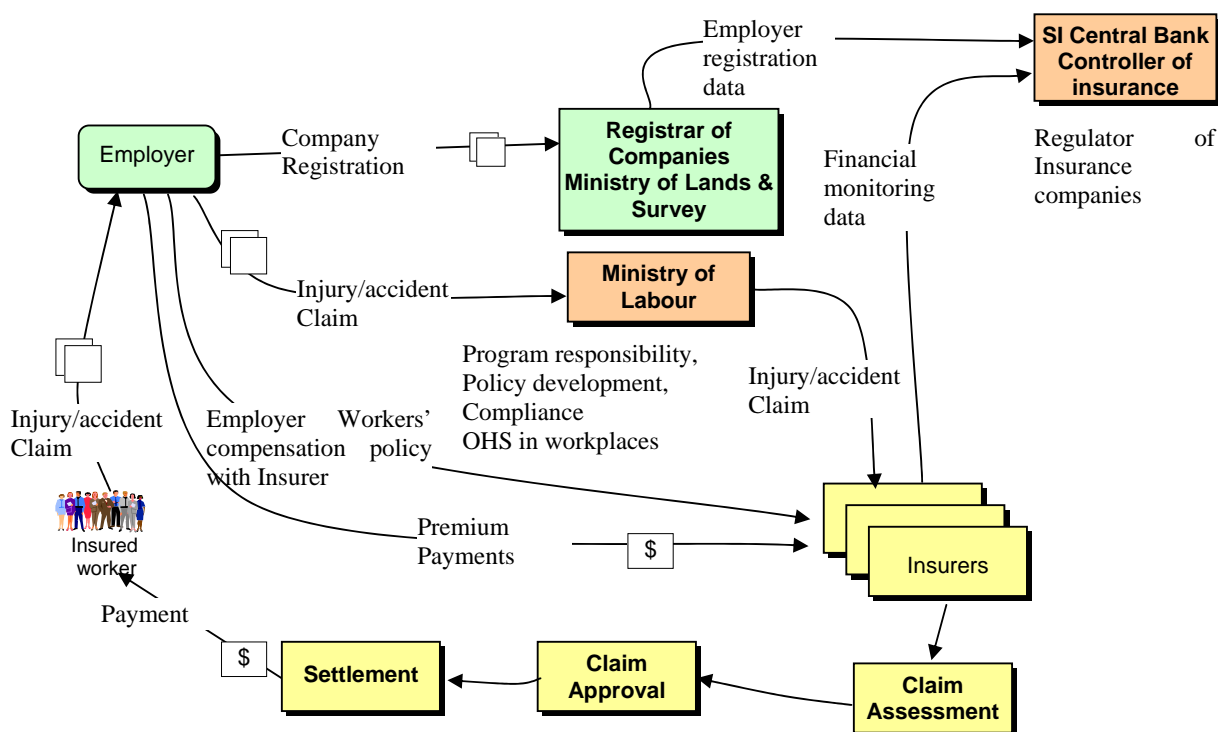 Employer
registration
data
SI Central Bank
Controller of
insurance
Employer
Company
Registration
Registrar of
Companies
Ministry of Lands &
Survey
Financial
monitoring
data
Regulator of
Insurance
companies
Injury/accident
Claim
Ministry of
Labour
Program responsibility,
Policy development,
Compliance
OHS in workplaces
Injury/accident
Claim
Injury/accident
Claim
Employer Workers’
compensation policy
with Insurer
Insured
worker
Premium
Payments
$
Insurers
Payment
$
Settlement
Claim
Approval
Claim
Assessment